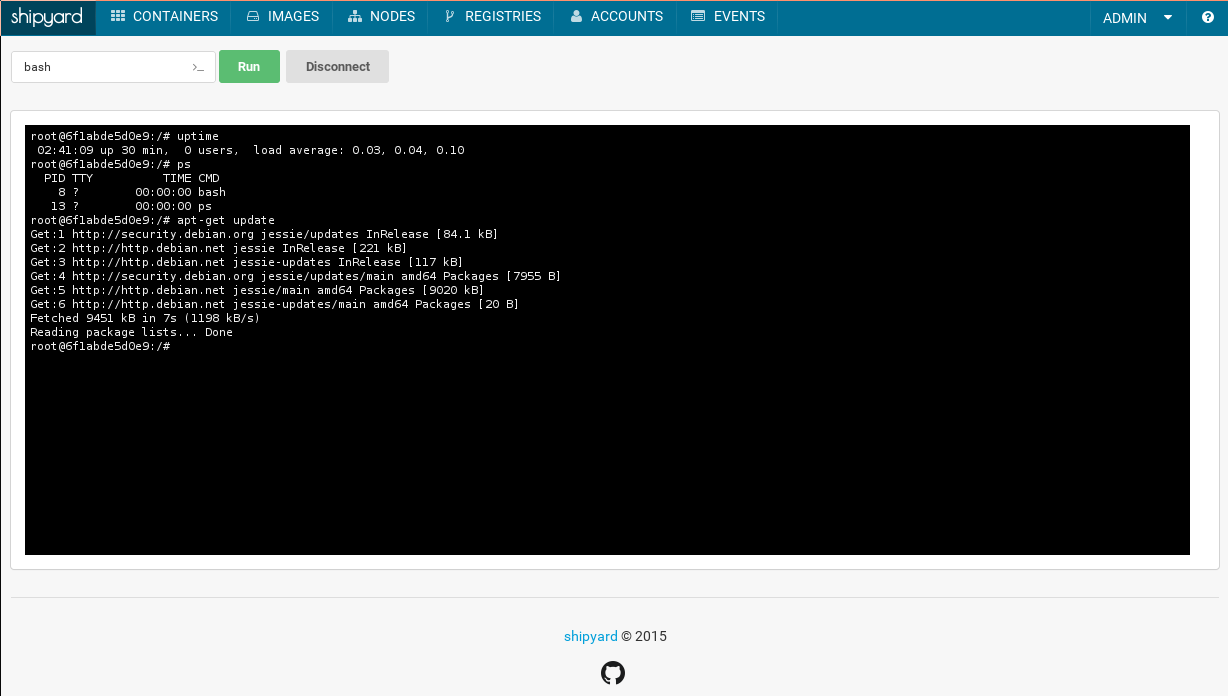 shipyard CONTAINERS IMAGES NODES REGISTRIES ACCOUNTS EVENTS ADMIN
bash >_ Run Disconnect
root@6f1abde5d0e9:/# uptime
 02:41:09 up 30 min,  0 users,  load average: 0.03, 0.04, 0.10
root@6f1abde5d0e9:/# ps
  PID TTY          TIME CMD
    8 ?        00:00:00 bash
   13 ?        00:00:00 ps
root@6f1abde5d0e9:/# apt-get update
Get:1 http://security.debian.org jessie/updates InRelease [84.1 kB]
Get:2 http://http.debian.net jessie InRelease [221 kB]
Get:3 http://http.debian.net jessie-updates InRelease [117 kB]
Get:4 http://security.debian.org jessie/updates/main amd64 Packages [7955 B]
Get:5 http://http.debian.net jessie/main amd64 Packages [9020 kB]
Get:6 http://http.debian.net jessie-updates/main amd64 Packages [20 B]
Fetched 9451 kB in 7s (1198 kB/s)
Reading package lists... Done
root@6f1abde5d0e9:/#
shipyard © 2015